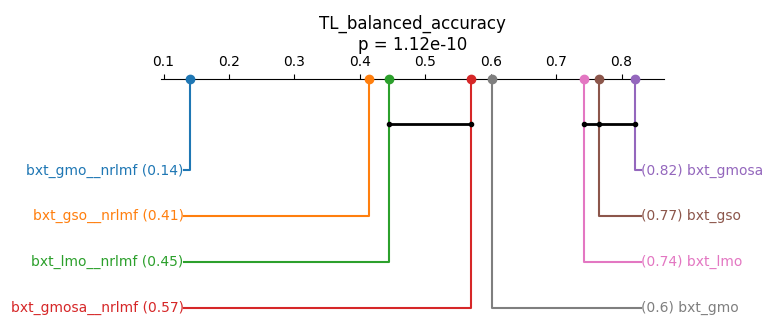 TL_balanced_accuracy
p = 1.12e-10
0.1 0.2 0.3 0.4 0.5 0.6 0.7 0.8
bxt_gmo__nrlmf (0.14) (0.82) bxt_gmosa
bxt_gso__nrlmf (0.41) (0.77) bxt_gso
bxt_lmo__nrlmf (0.45) (0.74) bxt_lmo
bxt_gmosa__nrlmf (0.57) (0.6) bxt_gmo